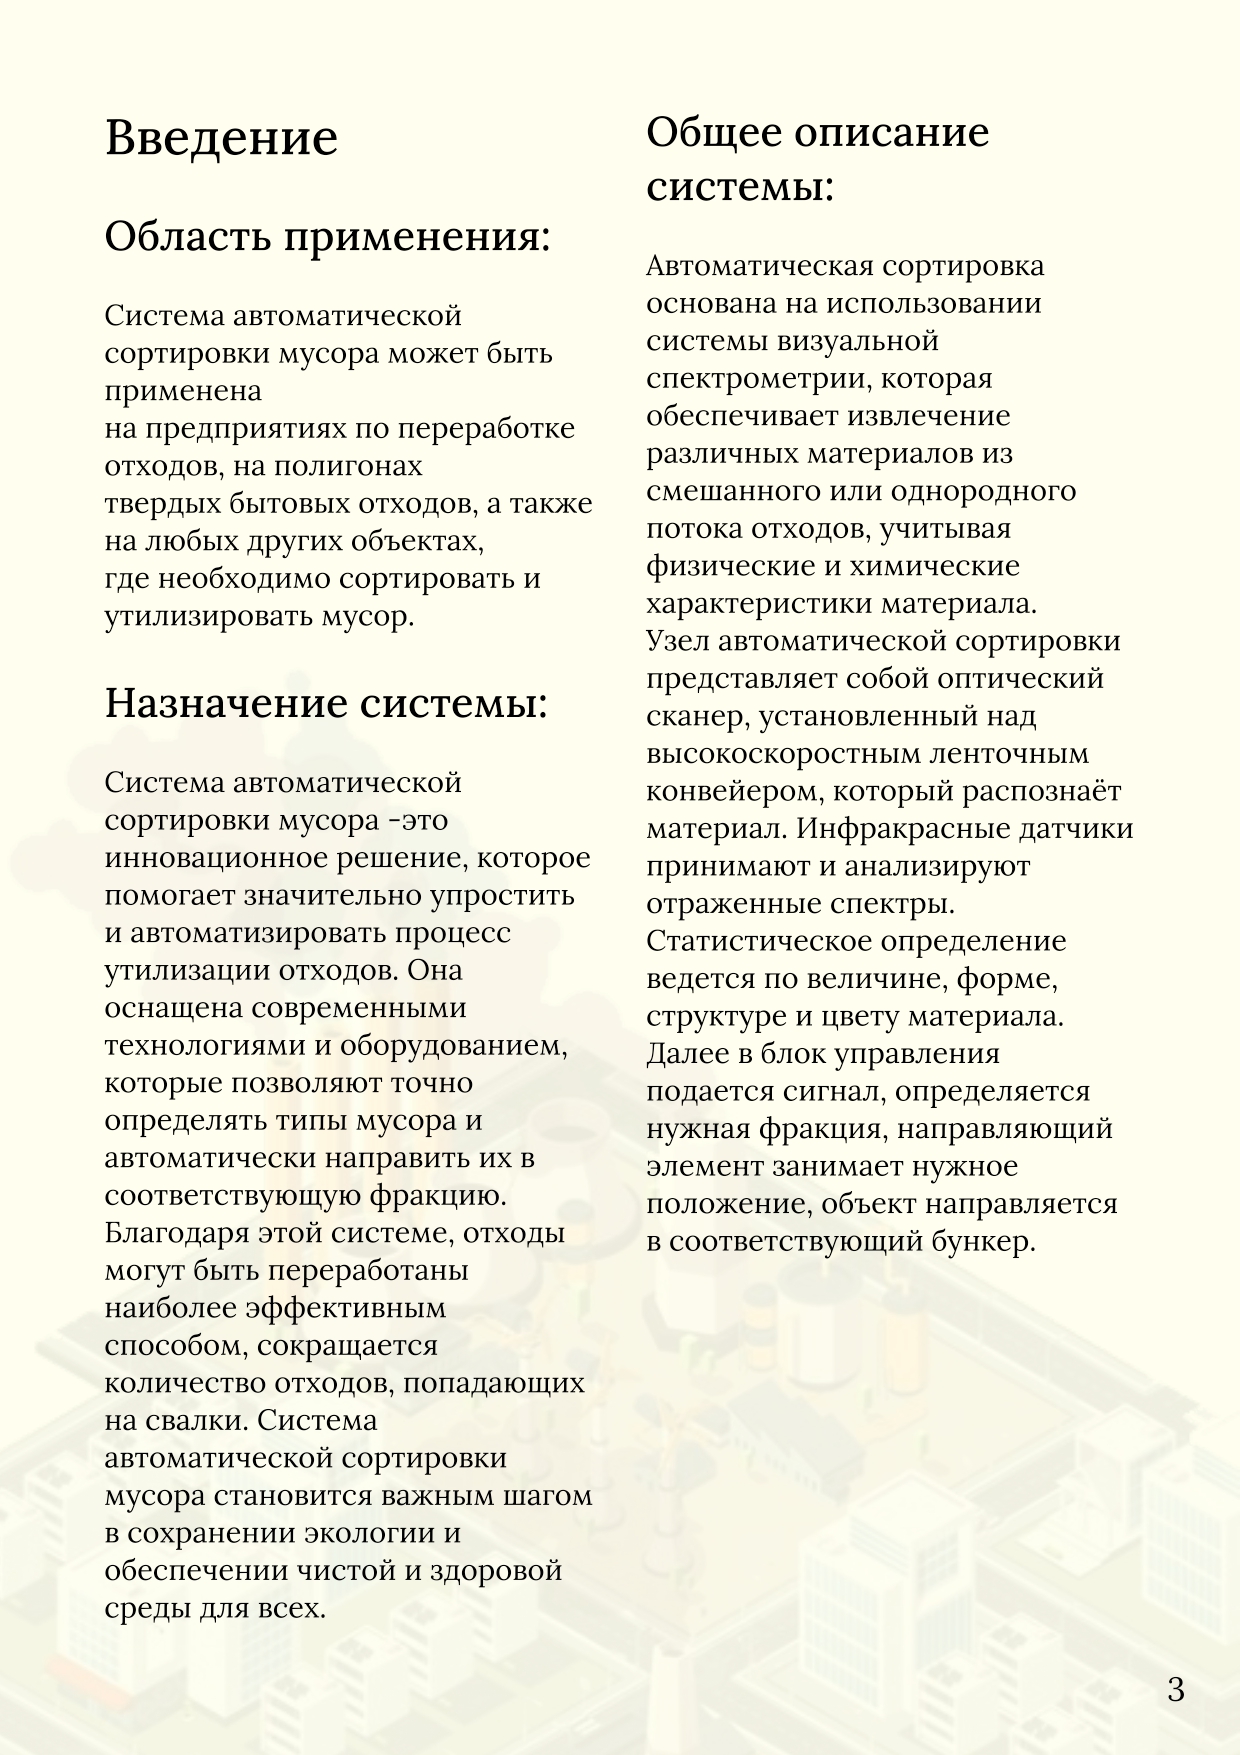 Введение
Область применения:
Система автоматической
сортировки мусора может быть
применена
на предприятиях по переработке
отходов, на полигонах
твердых бытовых отходов, а также
на любых других объектах,
где необходимо сортировать и
утилизировать мусор.
Назначение системы:
Система автоматической
сортировки мусора -это
инновационное решение, которое
помогает значительно упростить
и автоматизировать процесс
утилизации отходов. Она
оснащена современными
технологиями и оборудованием,
которые позволяют точно
определять типы мусора и
автоматически направить их в
соответствующую фракцию.
Благодаря этой системе, отходы
могут быть переработаны
наиболее эффективным
способом, сокращается
количество отходов, попадающих
на свалки. Система
автоматической сортировки
мусора становится важным шагом
в сохранении экологии и
обеспечении чистой и здоровой
среды для всех.
Общее описание
системы:
Автоматическая сортировка
основана на использовании
системы визуальной
спектрометрии, которая
обеспечивает извлечение
различных материалов из
смешанного или однородного
потока отходов, учитывая
физические и химические
характеристики материала.
Узел автоматической сортировки
представляет собой оптический
сканер, установленный над
высокоскоростным ленточным
конвейером, который распознаёт
материал. Инфракрасные датчики
принимают и анализируют
отраженные спектры.
Статистическое определение
ведется по величине, форме,
структуре и цвету материала.
Далее в блок управления
подается сигнал, определяется
нужная фракция, направляющий
элемент занимает нужное
положение, объект направляется
в соответствующий бункер.
3